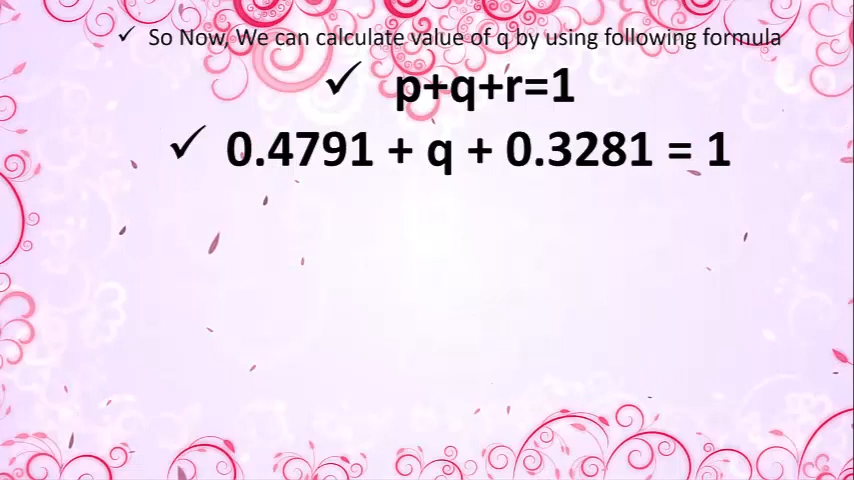 ✓ So Now, We can calculate value of q by using following formula
✓ p+q+r=1
✓ 0.4791 + q + 0.3281 = 1